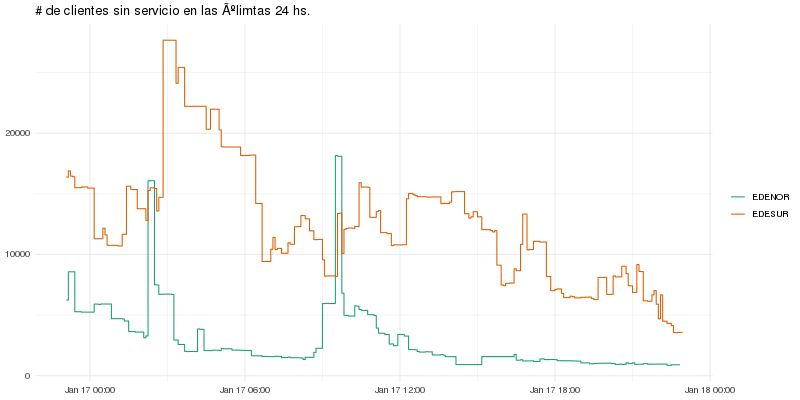 # de clientes sin servicio en las Ãºlimtas 24 hs.
20000
10000
0
EDENOR
EDESUR
Jan 17 00:00
Jan 17 06:00
Jan 17 12:00
Jan 17 18:00
Jan 18 00:00